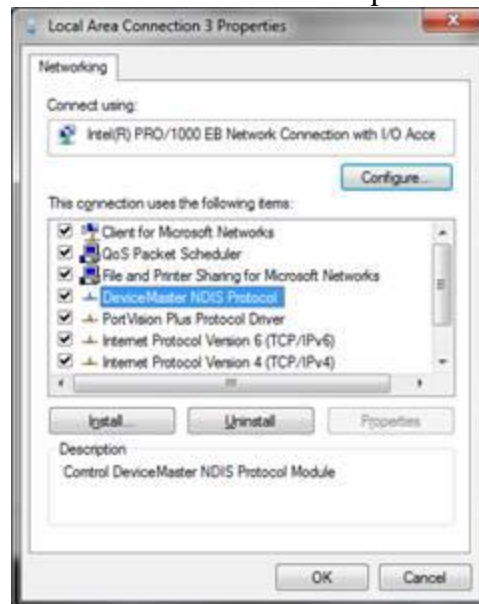 Local Area Connection 3 Properties
Networking
Connect using:
Intel(R) PRO/1000 EB Network Connection with I/O Acce
Configure...
This connection uses the following items:
Client for Microsoft Networks
QoS Packet Scheduler
File and Printer Sharing for Microsoft Networks
DeviceMaster NDIS Protocol
PortVision Plus Protocol Driver
Internet Protocol Version 6 (TCP/IPv6)
Internet Protocol Version 4 (TCP/IPv4)
Install... Uninstall Properties
Description
Comtrol DeviceMaster NDIS Protocol Module
OK Cancel